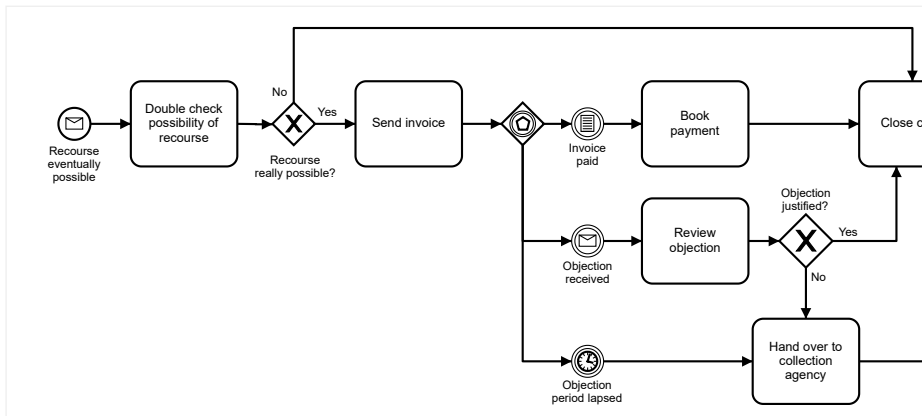 No
Double check
possibility of
recourse
Yes
Send invoice
Book
payment
Close
Recourse
eventually
possible
Recourse
really possible?
Invoice
paid
Objection
justified?
Review
objection
Yes
Objection
received
No
Hand over to
collection
agency
Objection
period lapsed